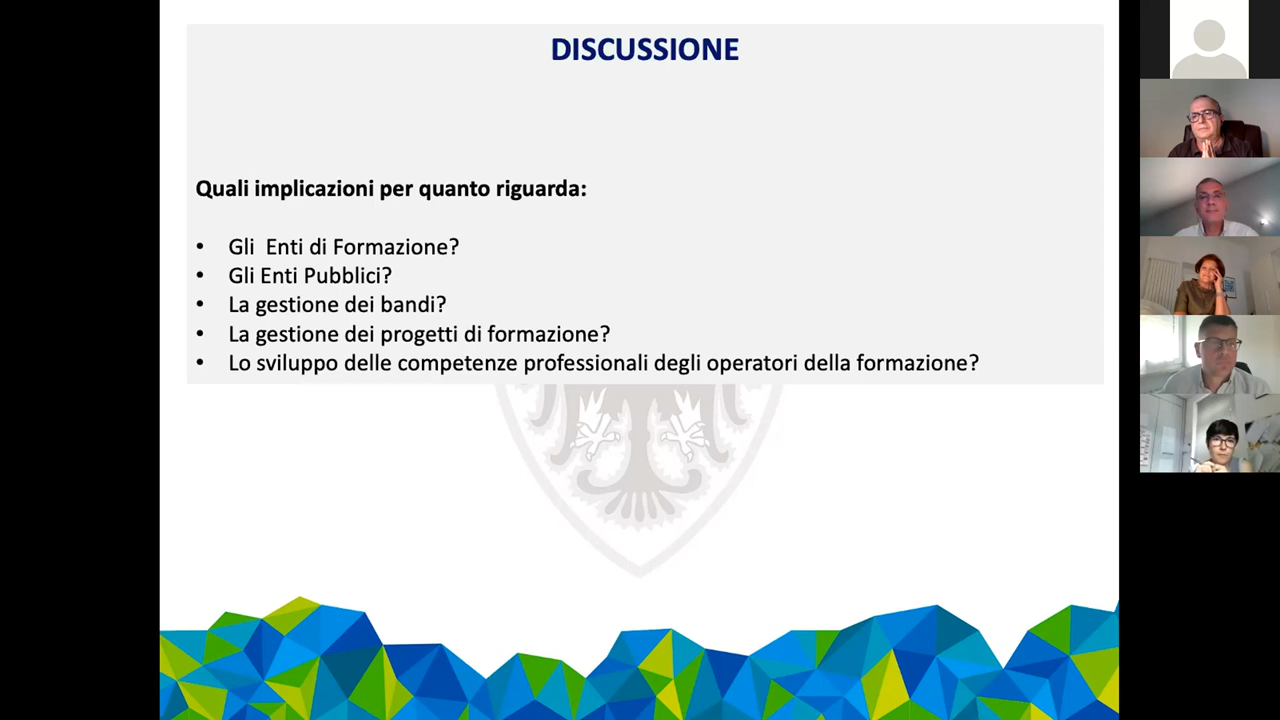 DISCUSSIONE
Quali implicazioni per quanto riguarda:
• Gli  Enti di Formazione?
• Gli Enti Pubblici?
• La gestione dei bandi?
• La gestione dei progetti di formazione?
• Lo sviluppo delle competenze professionali degli operatori della formazione?